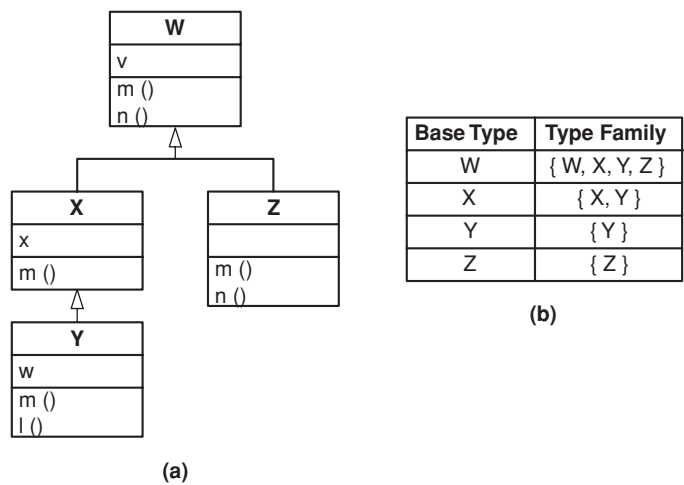 W
v
m ()
n ()
X
x
m ()
Z
m ()
n ()
Y
w
m ()
l ()
(a)
Base Type Type Family
W { W, X, Y, Z }
X { X, Y }
Y { Y }
Z { Z }
(b)